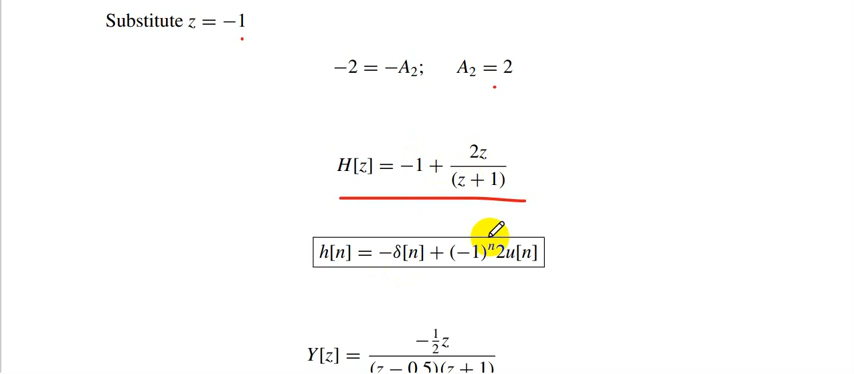 Substitute z = −1
−2 = −A₂; A₂ = 2
H[z] = −1 + 2z/(z + 1)
h[n] = −δ[n] + (−1)ⁿ2u[n]
Y[z] = −½z/((z − 0.5)(z + 1))